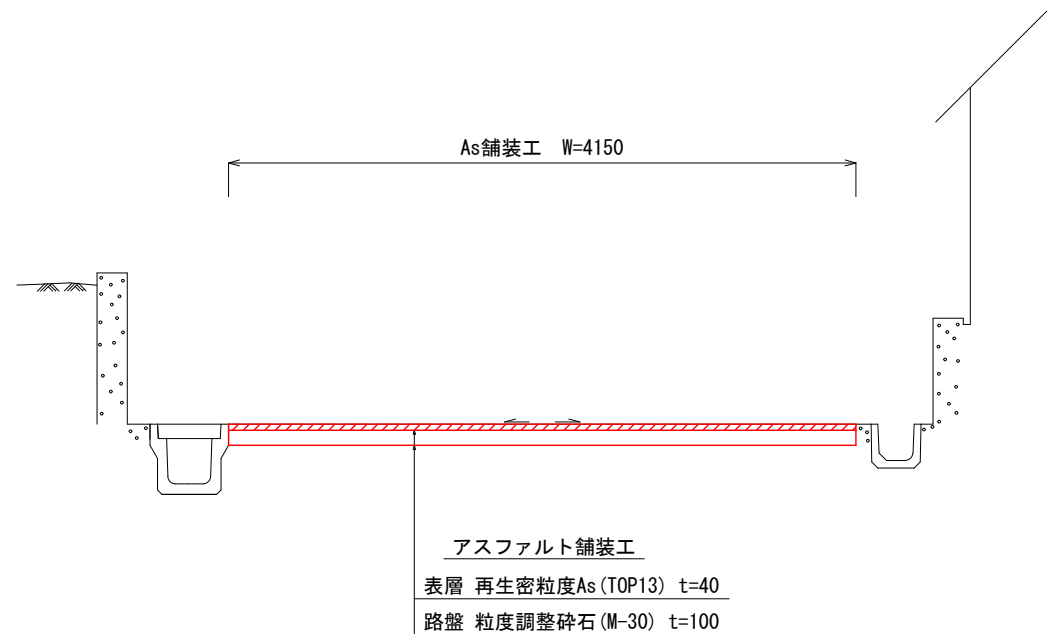 As舗装工　W=4150
アスファルト舗装工
表層 再生密粒度As(TOP13) t=40
路盤 粒度調整砕石(M-30) t=100